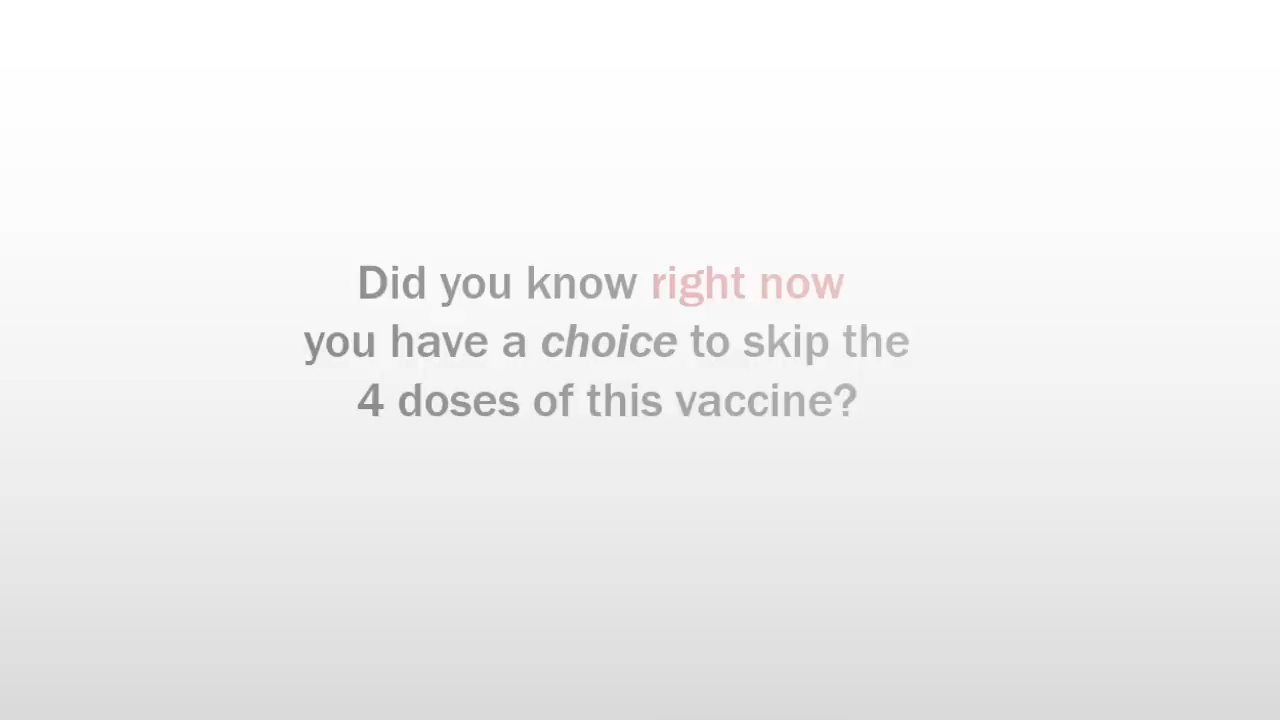 Did you know right now
you have a choice to skip the
4 doses of this vaccine?